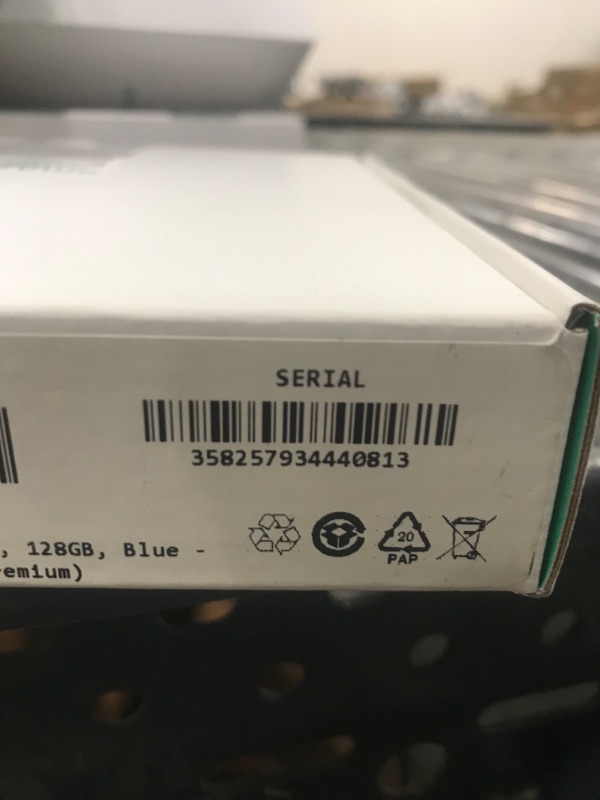 SERIAL
358257934440813
, 128GB, Blue -
emium)
20
PAP